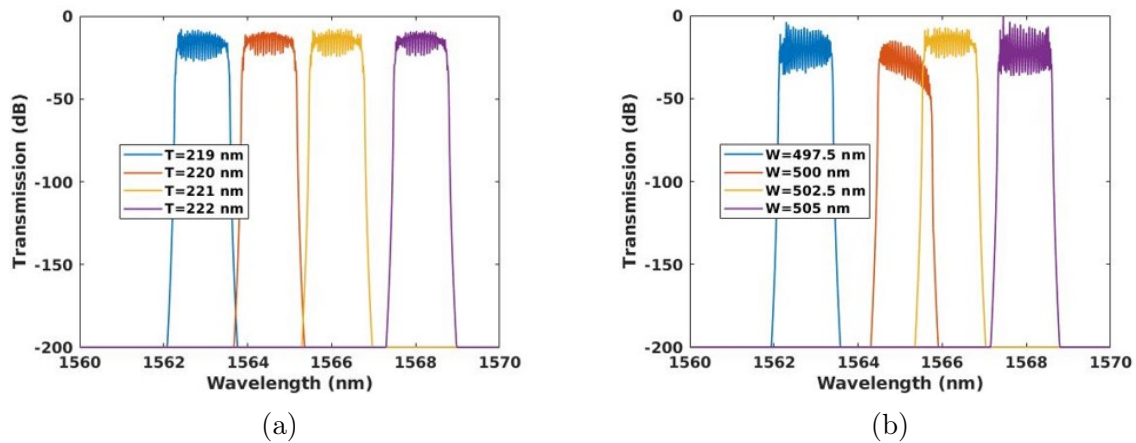 0
-50
-100
-150
-200
Transmission (dB)
T=219 nm
T=220 nm
T=221 nm
T=222 nm
1560 1562 1564 1566 1568 1570
Wavelength (nm)
(a)
0
-50
-100
-150
-200
Transmission (dB)
W=497.5 nm
W=500 nm
W=502.5 nm
W=505 nm
1560 1562 1564 1566 1568 1570
Wavelength (nm)
(b)